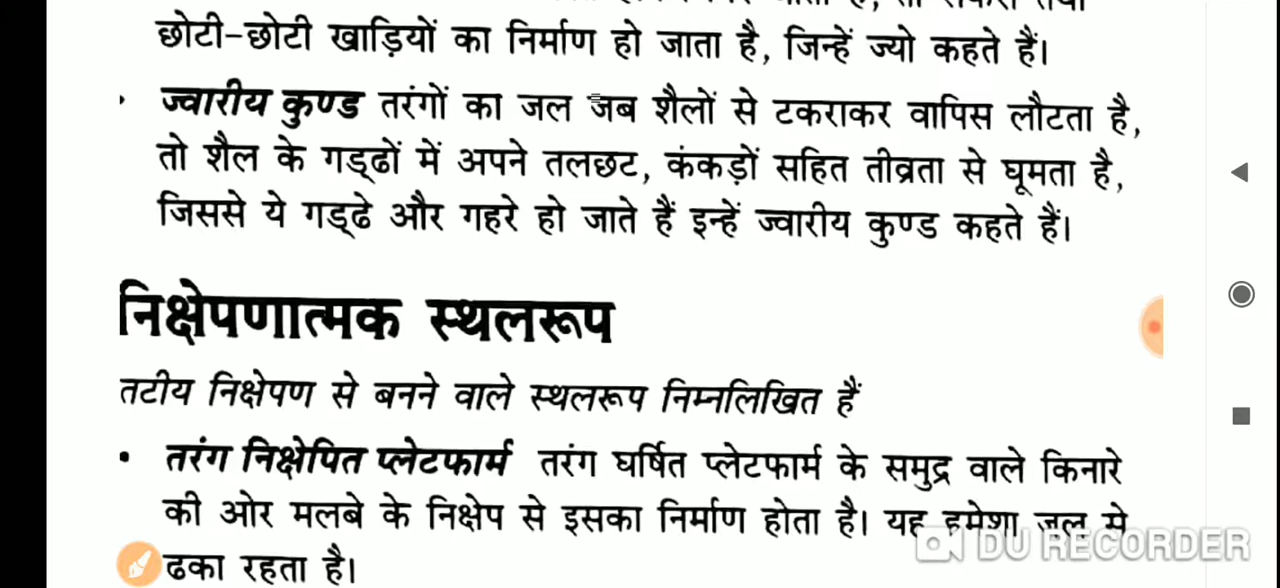 छोटी-छोटी खाड़ियों का निर्माण हो जाता है, जिन्हें ज्यो कहते हैं।
• ज्वारीय कुण्ड तरंगों का जल जब शैलों से टकराकर वापिस लौटता है,
तो शैल के गड्ढों में अपने तलछट, कंकड़ों सहित तीव्रता से घूमता है,
जिससे ये गड्ढे और गहरे हो जाते हैं इन्हें ज्वारीय कुण्ड कहते हैं।
निक्षेपणात्मक स्थलरूप
तटीय निक्षेपण से बनने वाले स्थलरूप निम्नलिखित हैं
• तरंग निक्षेपित प्लेटफार्म तरंग घर्षित प्लेटफार्म के समुद्र वाले किनारे
की ओर मलबे के निक्षेप से इसका निर्माण होता है। यह हमेशा जल मे
DU RECORDER
ढका रहता है।